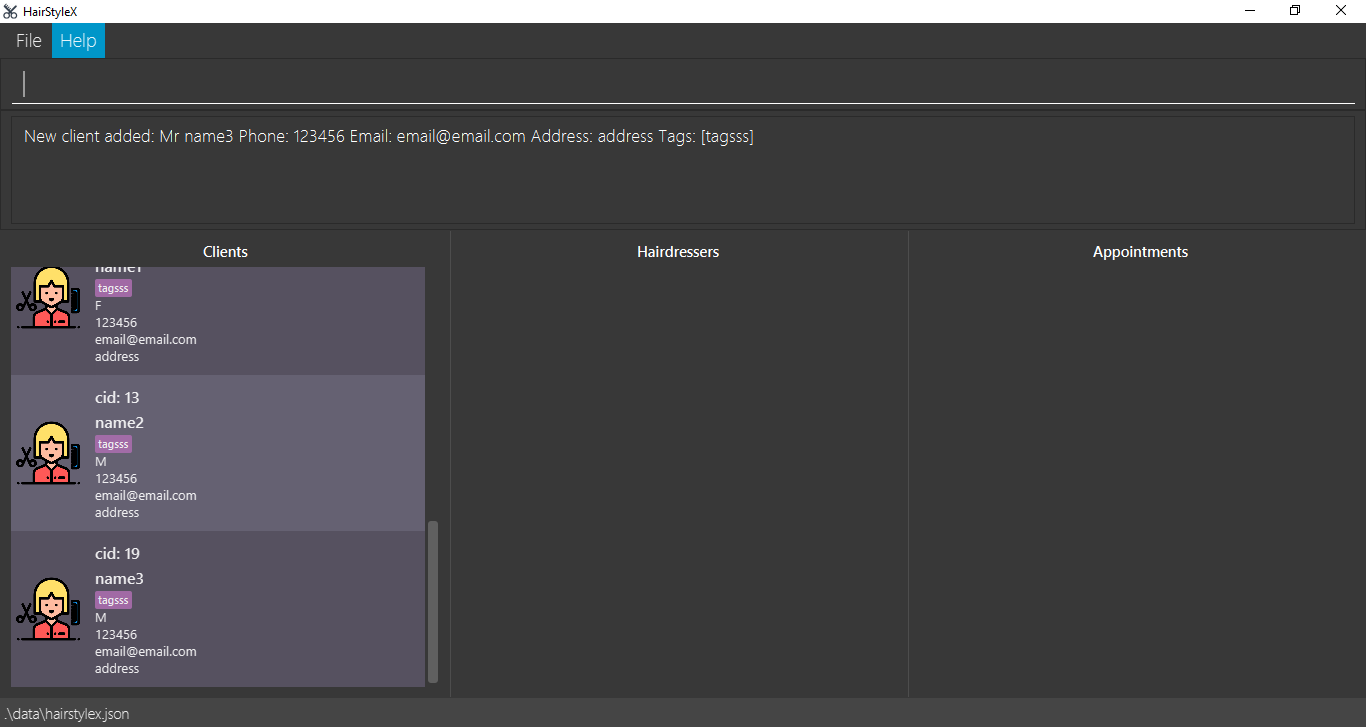 HairStyleX
File Help
New client added: Mr name3 Phone: 123456 Email: email@email.com Address: address Tags: [tagsss]
Clients Hairdressers Appointments
name1
tagsss
F
123456
email@email.com
address
cid: 13
name2
tagsss
M
123456
email@email.com
address
cid: 19
name3
tagsss
M
123456
email@email.com
address
.\data\hairstylex.json